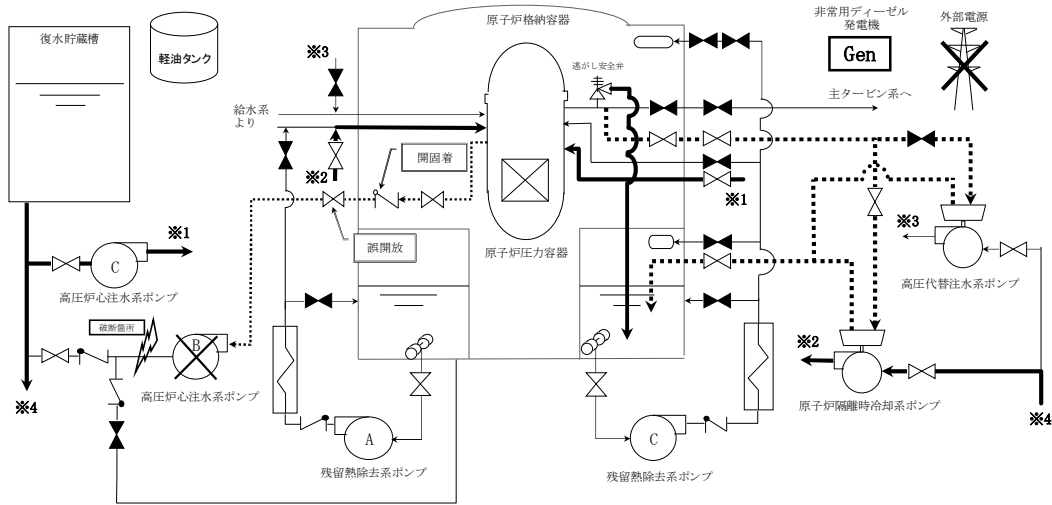 復水貯蔵槽
軽油タンク
原子炉格納容器
非常用ディーゼル
発電機
Gen
外部電源
※3
逃がし安全弁
給水系
より
主タービン系へ
※2
開固着
※1
誤開放
原子炉圧力容器
※1
C
高圧炉心注水系ポンプ
※3
高圧代替注水系ポンプ
破断箇所
B
高圧炉心注水系ポンプ
※4
※2
原子炉隔離時冷却系ポンプ
※4
A
残留熱除去系ポンプ
C
残留熱除去系ポンプ